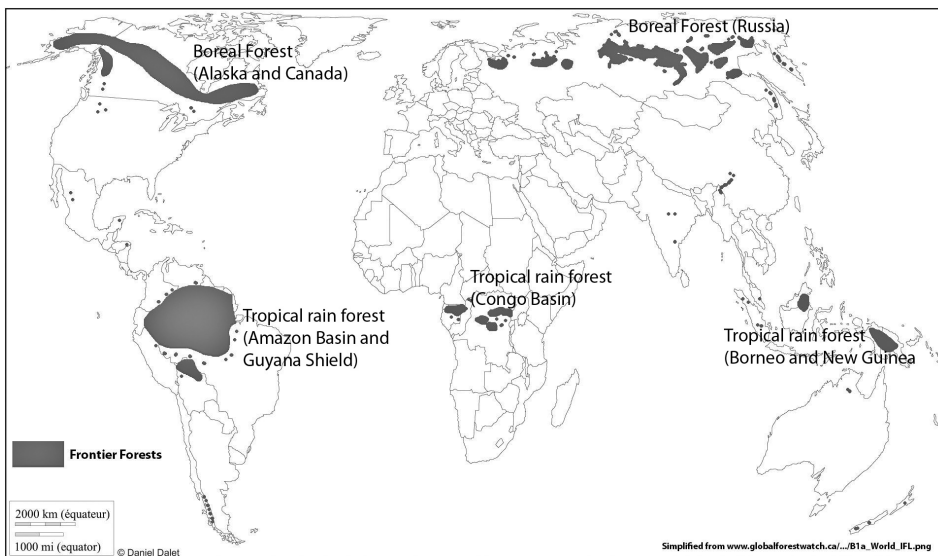 Boreal Forest (Russia)
Boreal Forest
(Alaska and Canada)
Tropical rain forest
(Congo Basin)
Tropical rain forest
(Amazon Basin and
Guyana Shield)
Tropical rain forest
(Borneo and New Guinea
Frontier Forests
2000 km (équateur)
1000 mi (equator)
© Daniel Dalet
Simplified from www.globalforestwatch.ca/.../B1a_World_IFL.png